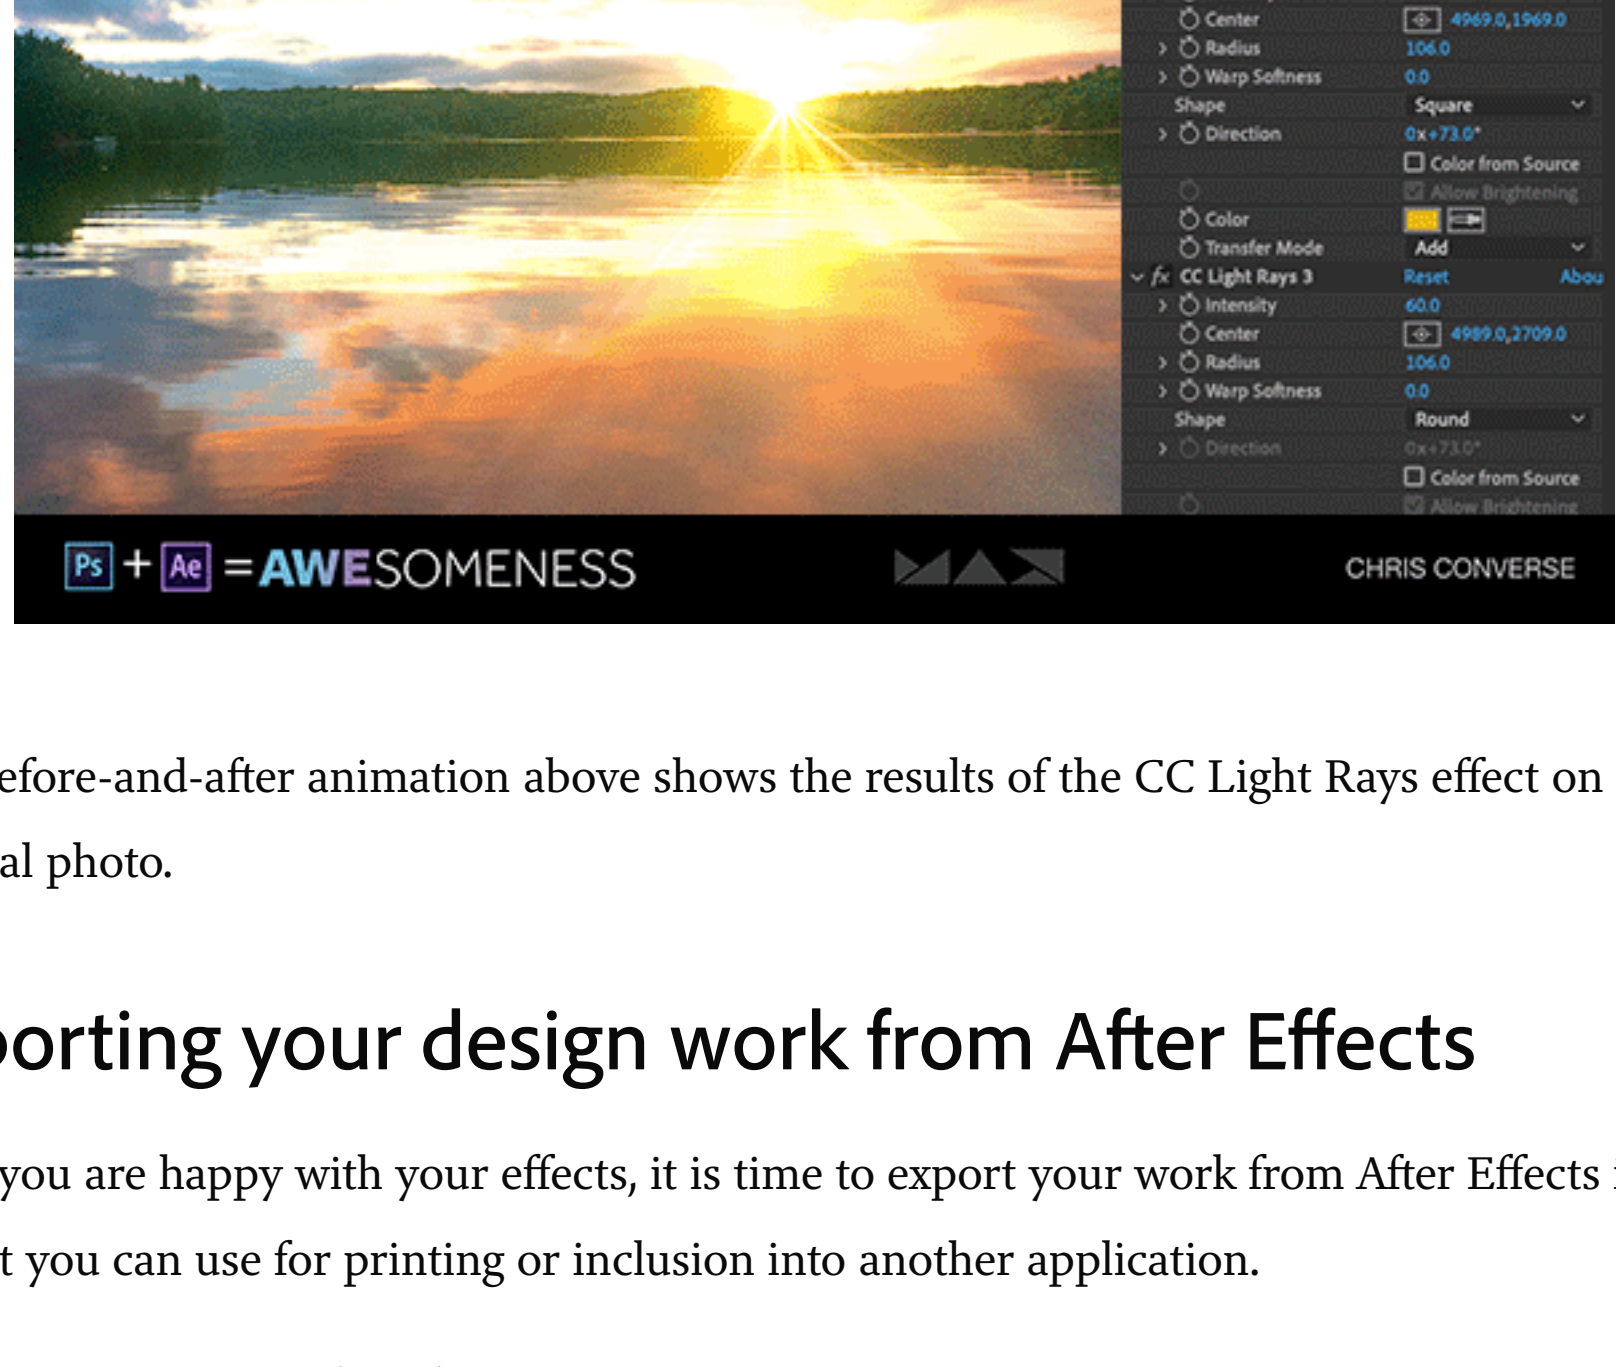 Center 4969.0,1969.0
Radius 106.0
Warp Softness 0.0
Shape Square
Direction 0x+73.0°
Color from Source
Allow Brightening
Color
Transfer Mode Add
fx CC Light Rays 3 Reset Abou
Intensity 60.0
Center 4989.0,2709.0
Radius 106.0
Warp Softness 0.0
Shape Round
Direction 0x+73.0°
Color from Source
Allow Brightening
Ps + Ae = AWESOMENESS MAX CHRIS CONVERSE
efore-and-after animation above shows the results of the CC Light Rays effect on
al photo.
orting your design work from After Effects
you are happy with your effects, it is time to export your work from After Effects i
t you can use for printing or inclusion into another application.